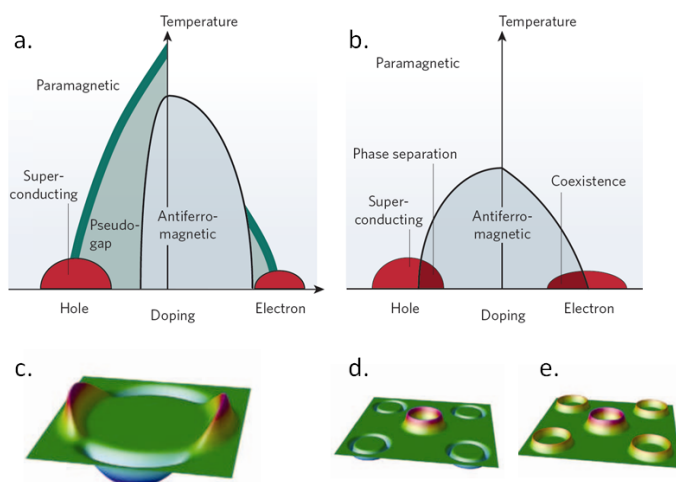 a.
Temperature
Paramagnetic
Super-
conducting
Pseudo-
gap
Antiferro-
magnetic
Hole
Doping
Electron
b.
Temperature
Paramagnetic
Phase separation
Super-
conducting
Coexistence
Antiferro-
magnetic
Hole
Doping
Electron
c.
d.
e.